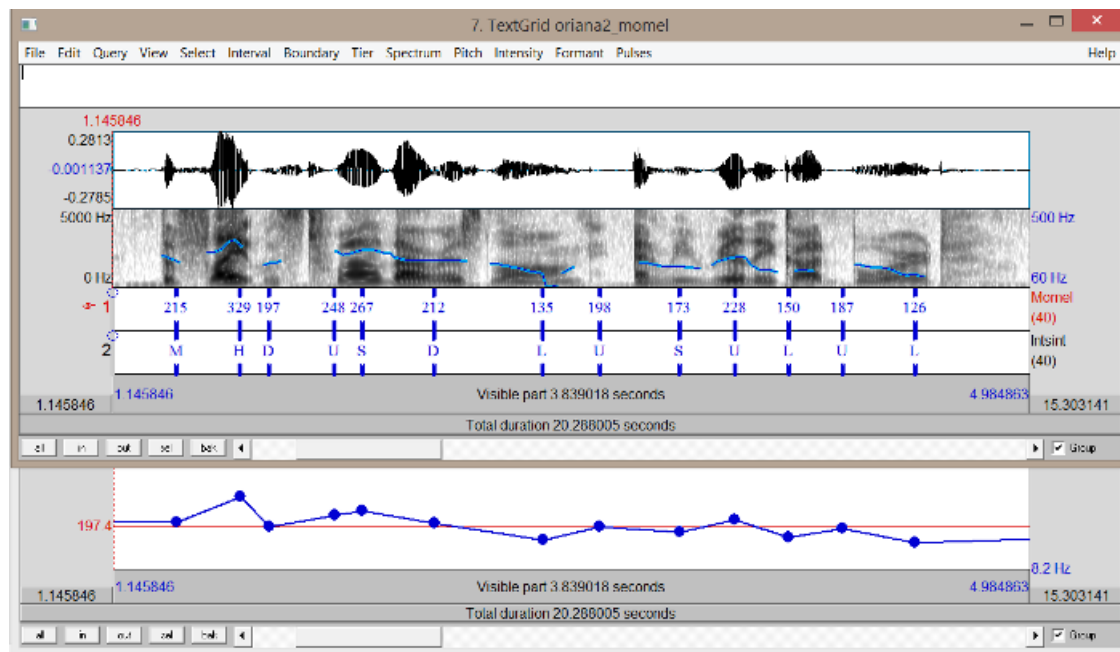 7. TextGrid oriana2_momel
File Edit Query View Select Interval Boundary Tier Spectrum Pitch Intensity Formant Pulses Help
1.145846
0.2813
0.001137
-0.2785
5000 Hz 500 Hz
0 Hz 60 Hz
1 215 329 197 248 267 212 135 198 173 228 150 187 126 Momel
(40)
2 M H D U S D L U S U L U L Intsint
(40)
1.145846 Visible part 3.839018 seconds 4.984863
1.145846 15.303141
Total duration 20.288005 seconds
all in out sel bak Group
197.4
8.2 Hz
1.145846 Visible part 3.839018 seconds 4.984863
1.145846 15.303141
Total duration 20.288005 seconds
all in out sel bak Group